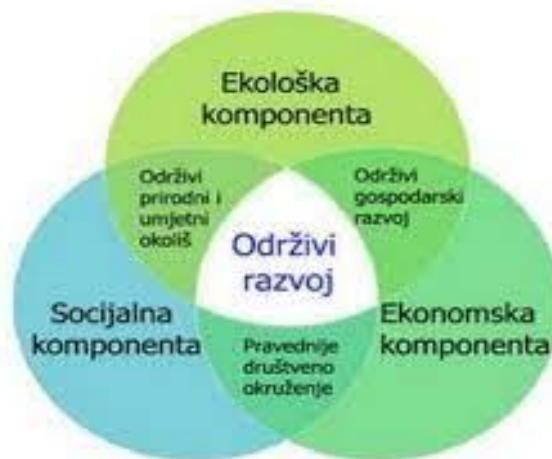 Ekološka
komponenta
Održivi
prirodni i
umjetni
okoliš
Održivi
gospodarski
razvoj
Održivi
razvoj
Socijalna
komponenta
Ekonomska
komponenta
Pravednije
društveno
okruženje